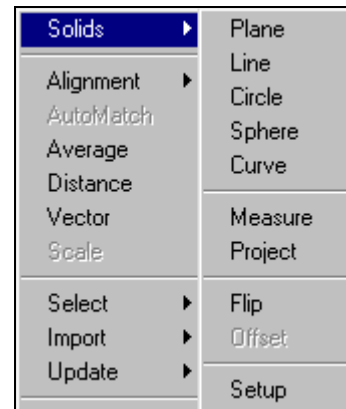 Solids
Alignment
AutoMatch
Average
Distance
Vector
Scale
Select
Import
Update
Plane
Line
Circle
Sphere
Curve
Measure
Project
Flip
Offset
Setup